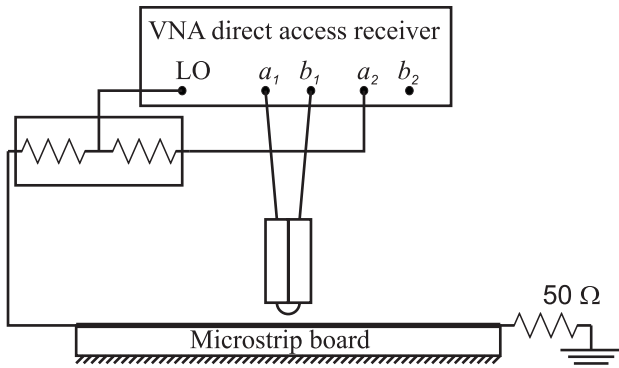 VNA direct access receiver
LO a₁ b₁ a₂ b₂
50 Ω
Microstrip board